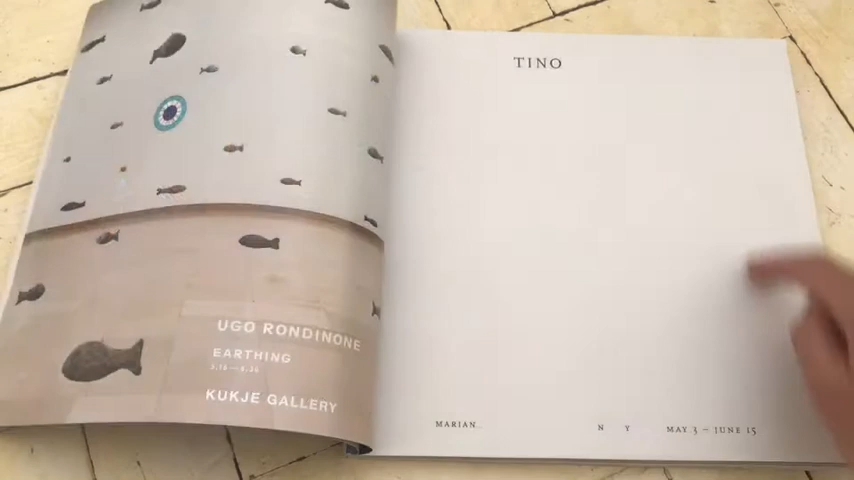 UGO RONDINONE
EARTHING
KUKJE GALLERY
TINO
MARIAN
N Y
MAY 3 – JUNE 15